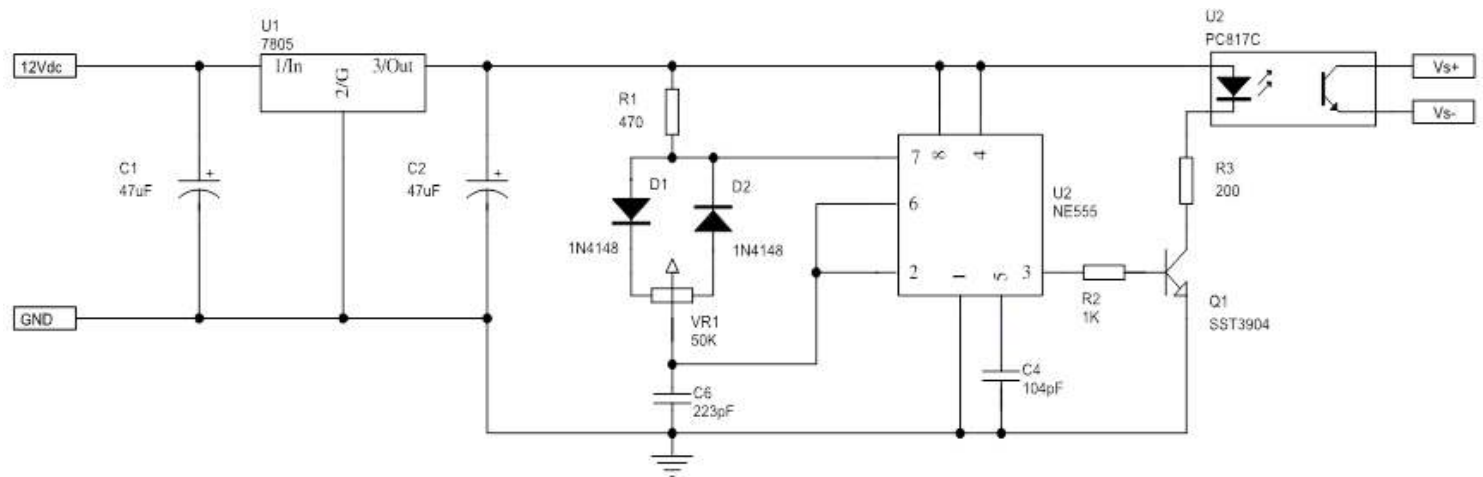 U1
7805
12Vdc
1/In
2/G
3/Out
C1
47uF
+
C2
47uF
+
GND
R1
470
D1
1N4148
D2
1N4148
VR1
50K
C6
223pF
7
8
4
6
2
1
5
3
U2
NE555
C4
104pF
R2
1K
Q1
SST3904
R3
200
U2
PC817C
Vs+
Vs-